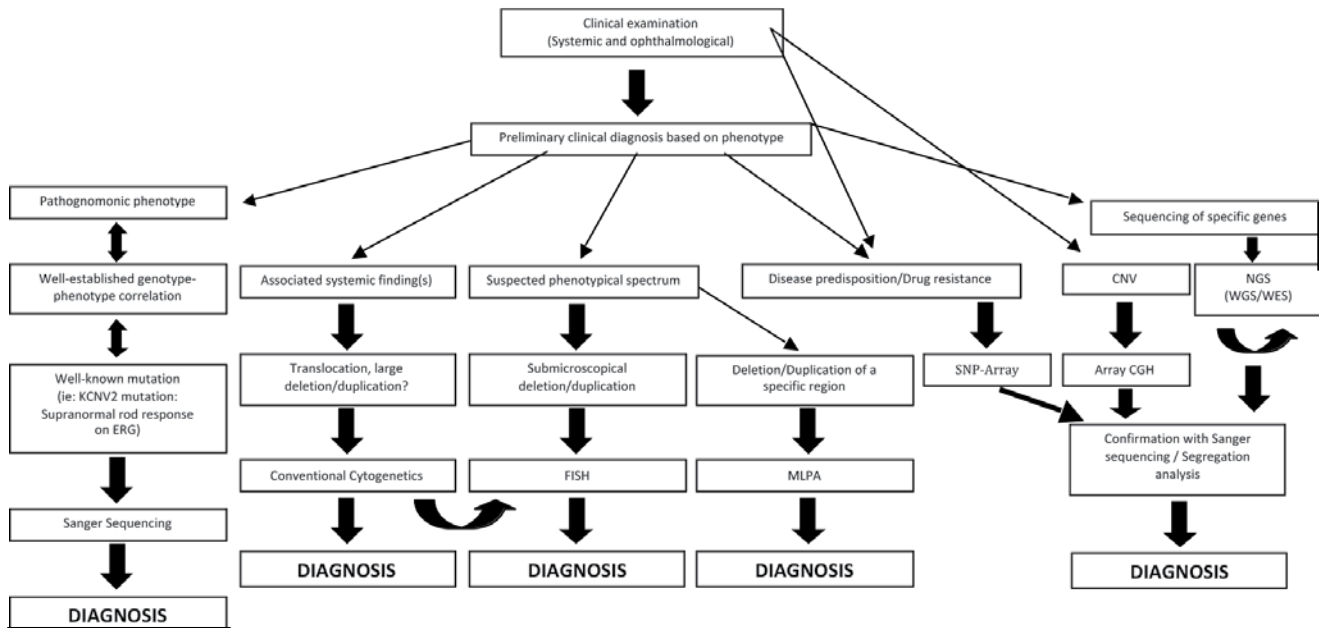 Clinical examination
(Systemic and ophthalmological)
Preliminary clinical diagnosis based on phenotype
Pathognomonic phenotype
Sequencing of specific genes
Well-established genotype-
phenotype correlation
Associated systemic finding(s)
Suspected phenotypical spectrum
Disease predisposition/Drug resistance
CNV
NGS
(WGS/WES)
Well-known mutation
(ie: KCNV2 mutation:
Supranormal rod response
on ERG)
Translocation, large
deletion/duplication?
Submicroscopical
deletion/duplication
Deletion/Duplication of a
specific region
SNP-Array
Array CGH
Confirmation with Sanger
sequencing / Segregation
analysis
Conventional Cytogenetics
FISH
MLPA
Sanger Sequencing
DIAGNOSIS
DIAGNOSIS
DIAGNOSIS
DIAGNOSIS
DIAGNOSIS